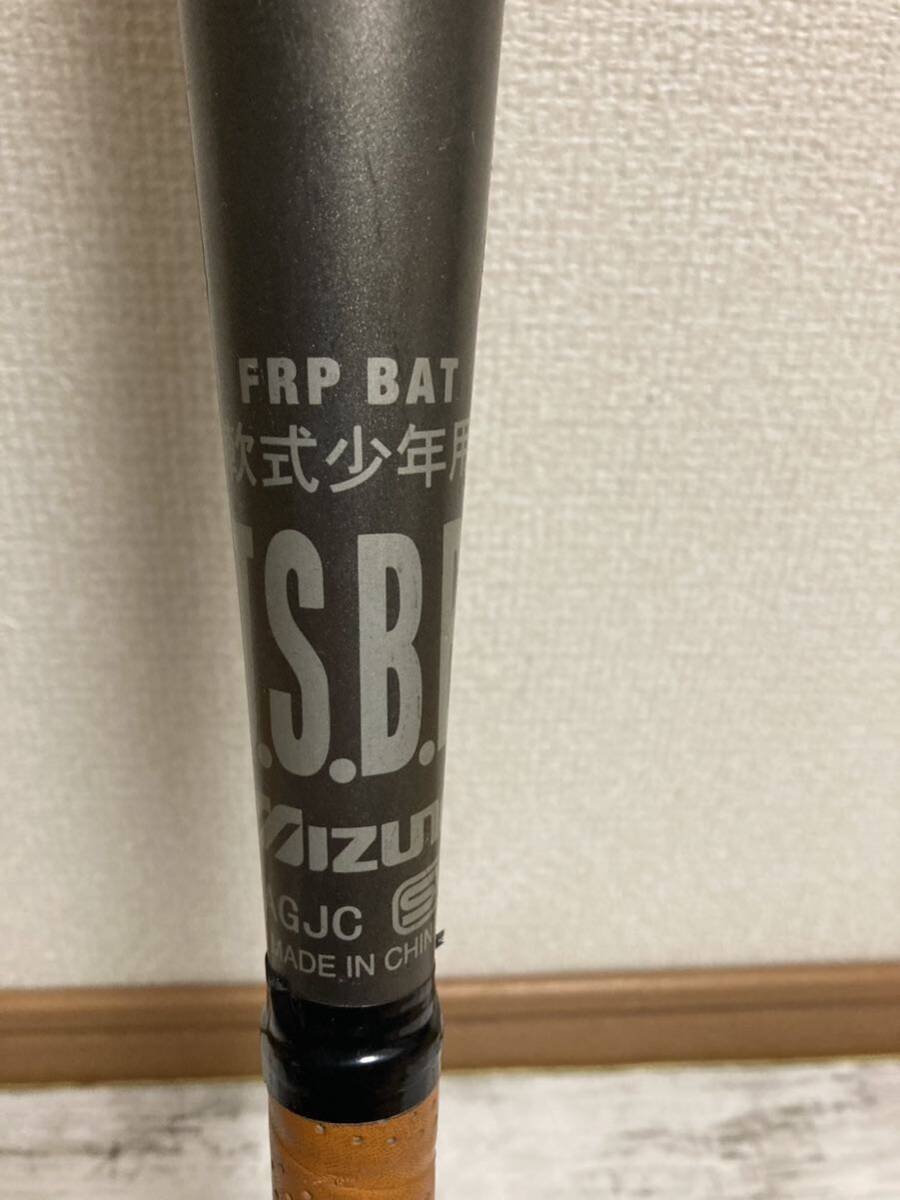 FRP BAT
軟式少年用
T.S.B.B
MIZUNO
AGJC
MADE IN CHINA